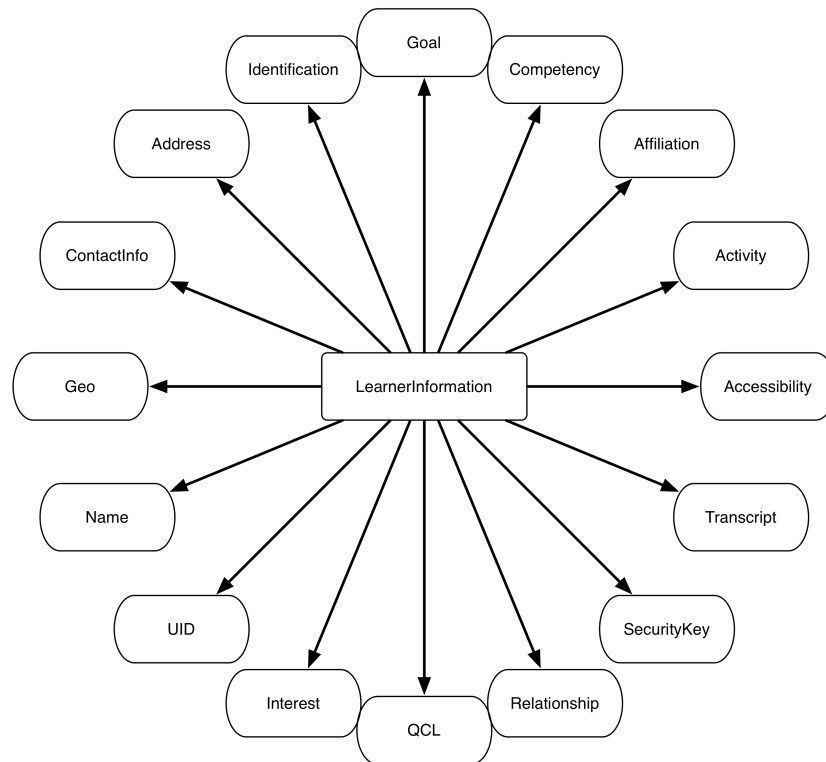 Goal
Identification
Competency
Address
Affiliation
ContactInfo
Activity
Geo
LearnerInformation
Accessibility
Name
Transcript
UID
SecurityKey
Interest
Relationship
QCL